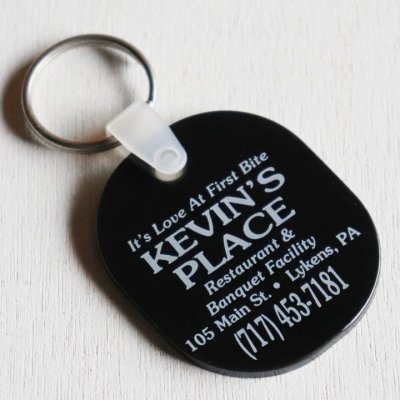 It's Love At First Bite
KEVIN'S
PLACE
Restaurant &
Banquet Facility
105 Main St. • Lykens, PA
(717) 453-7181